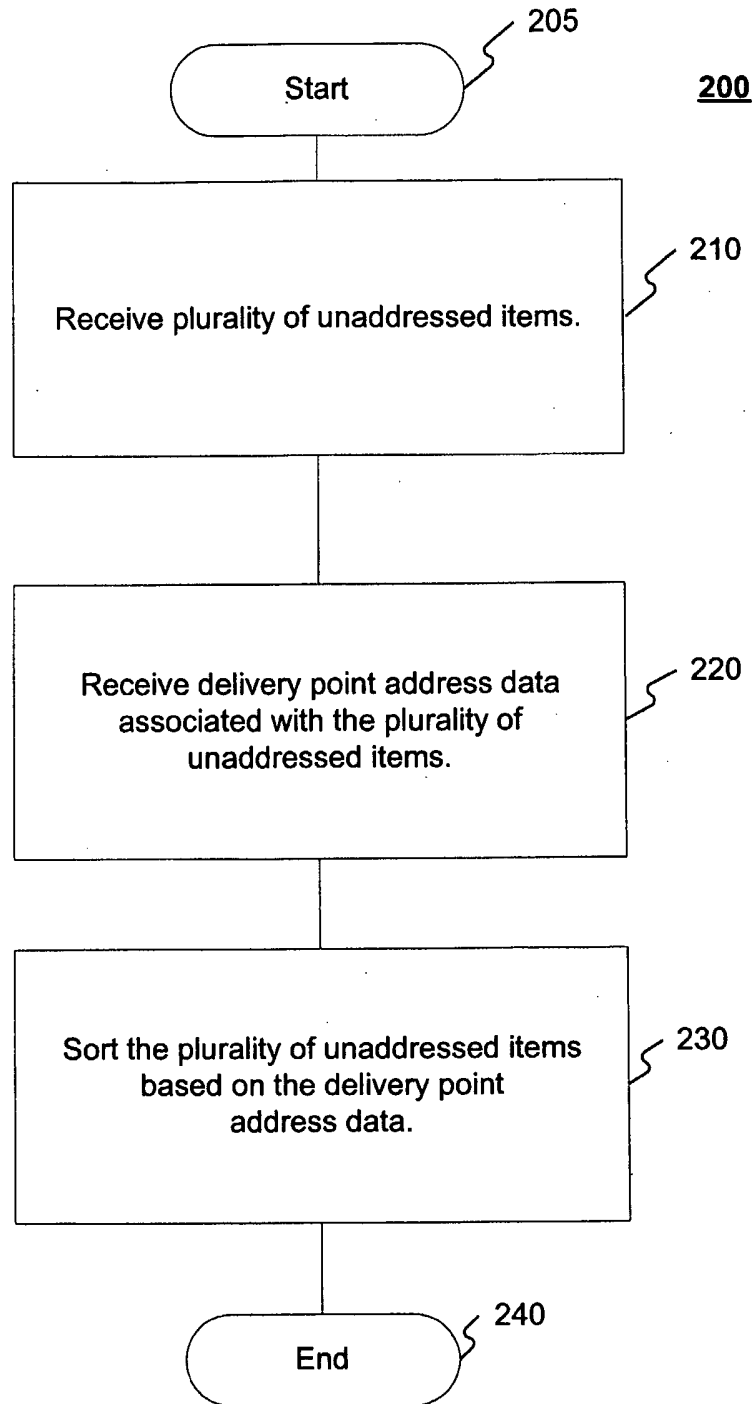 205
Start
200
210
Receive plurality of unaddressed items.
220
Receive delivery point address data
associated with the plurality of
unaddressed items.
230
Sort the plurality of unaddressed items
based on the delivery point
address data.
240
End